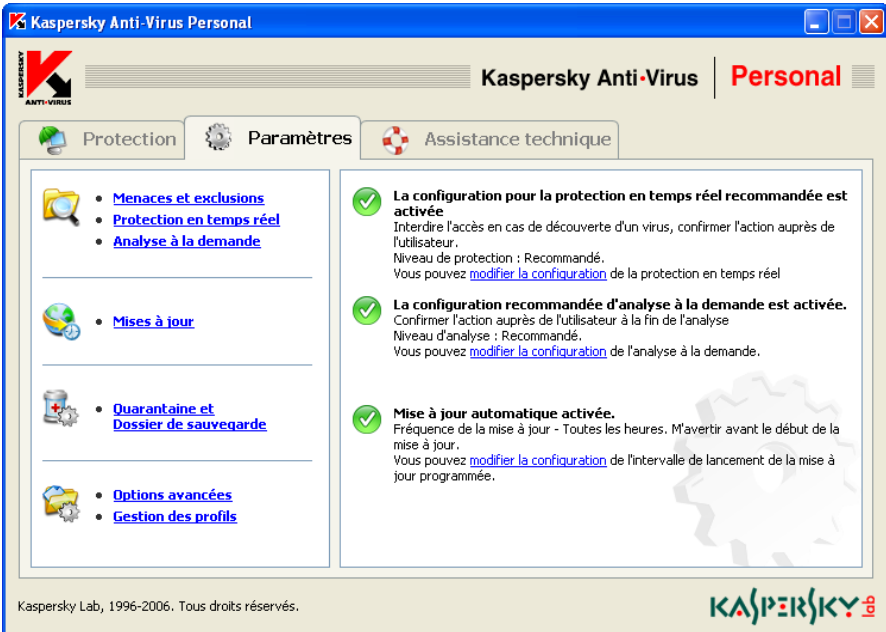 Kaspersky Anti-Virus Personal
KASPERSKY
ANTI-VIRUS
Kaspersky Anti•Virus Personal
Protection
Paramètres
Assistance technique
Menaces et exclusions
Protection en temps réel
Analyse à la demande
Mises à jour
Quarantaine et
Dossier de sauvegarde
Options avancées
Gestion des profils
La configuration pour la protection en temps réel recommandée est
activée
Interdire l'accès en cas de découverte d'un virus, confirmer l'action auprès de
l'utilisateur.
Niveau de protection : Recommandé.
Vous pouvez modifier la configuration de la protection en temps réel
La configuration recommandée d'analyse à la demande est activée.
Confirmer l'action auprès de l'utilisateur à la fin de l'analyse
Niveau d'analyse : Recommandé.
Vous pouvez modifier la configuration de l'analyse à la demande.
Mise à jour automatique activée.
Fréquence de la mise à jour - Toutes les heures. M'avertir avant le début de la
mise à jour.
Vous pouvez modifier la configuration de l'intervalle de lancement de la mise à
jour programmée.
Kaspersky Lab, 1996-2006. Tous droits réservés.
KASPERSKY lab